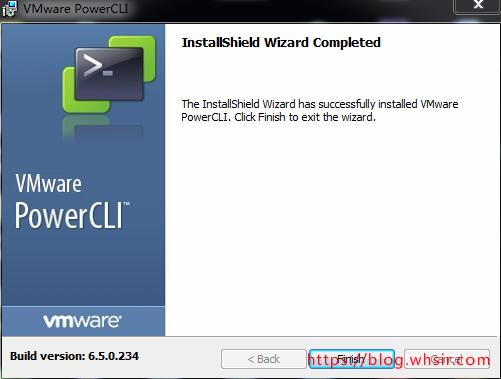 VMware PowerCLI
InstallShield Wizard Completed
The InstallShield Wizard has successfully installed VMware
PowerCLI. Click Finish to exit the wizard.
VMware
PowerCLI™
vmware®
Build version: 6.5.0.234
< Back
Finish
Cancel
https://blog.whsir.com